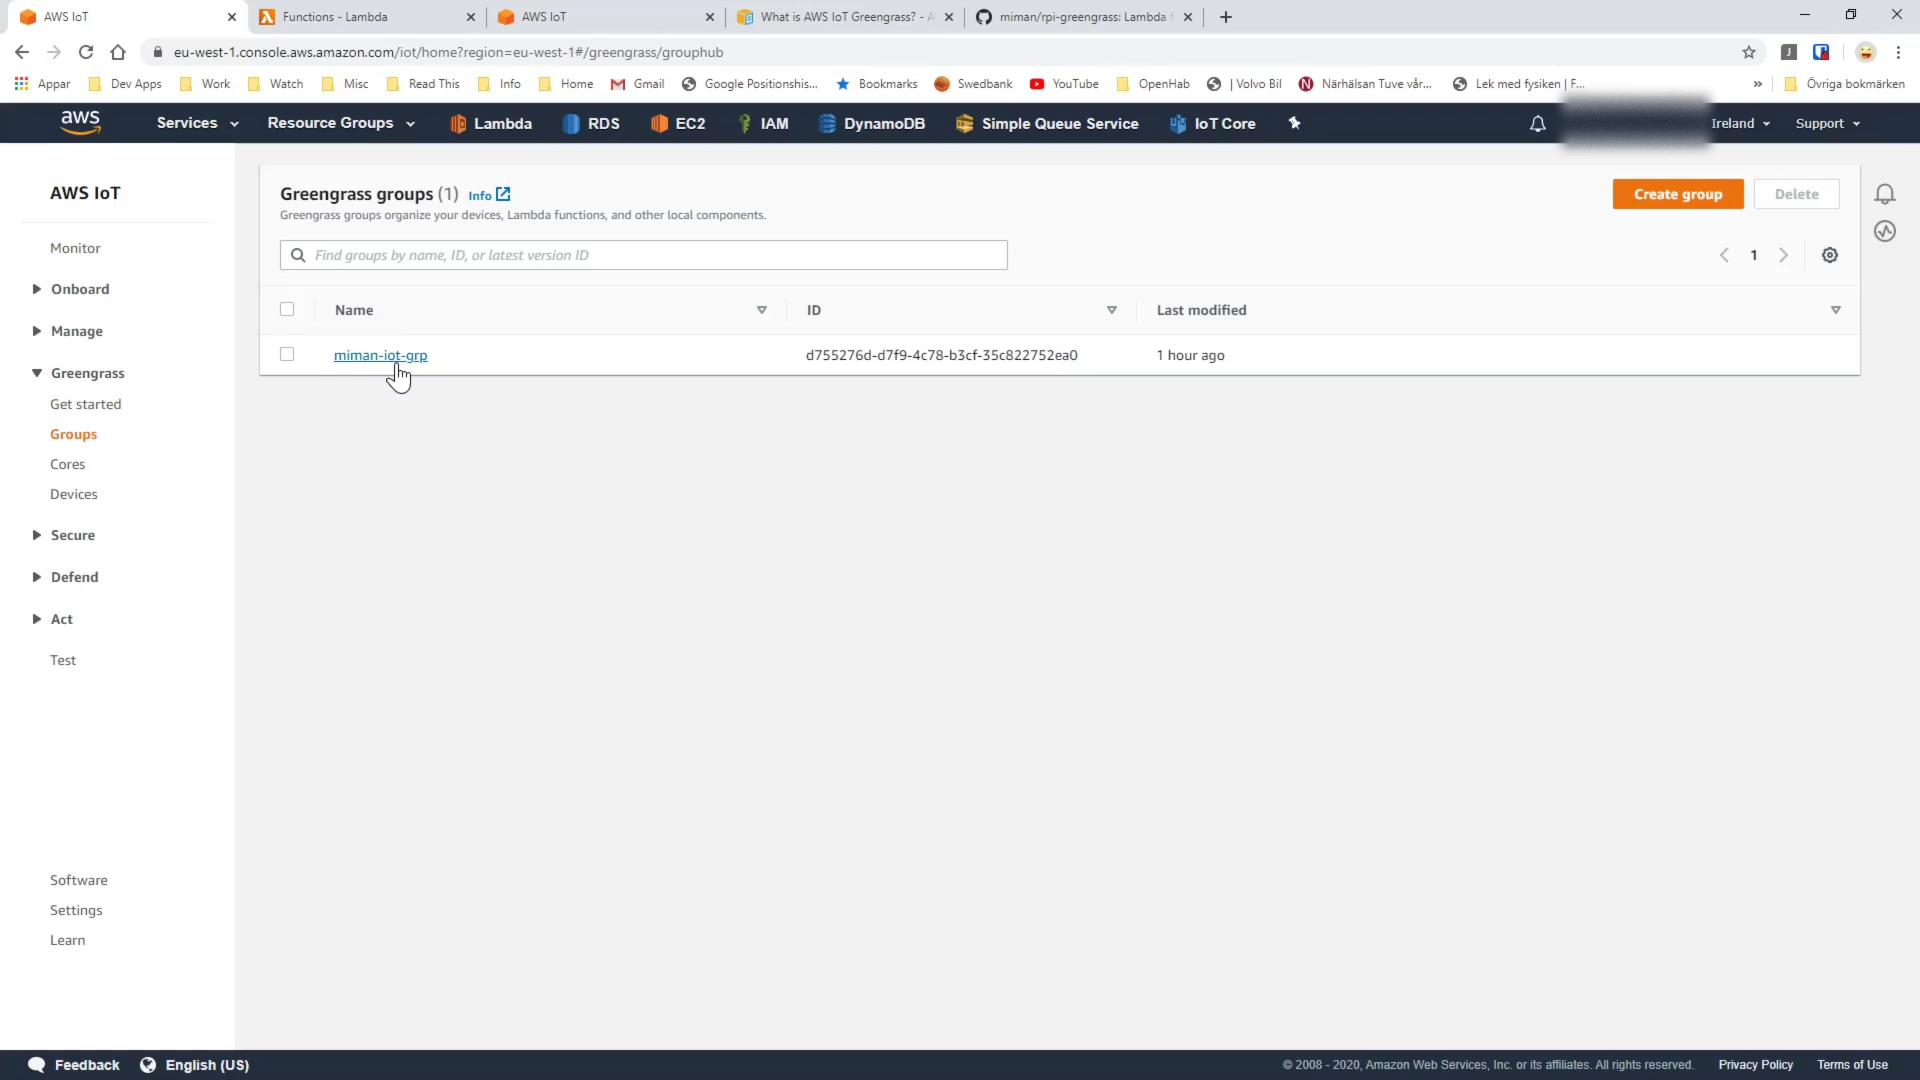 AWS IoT
Functions - Lambda
AWS IoT
What is AWS IoT Greengrass? - A
miman/rpi-greengrass: Lambda f
eu-west-1.console.aws.amazon.com/iot/home?region=eu-west-1#/greengrass/grouphub
Appar
Dev Apps
Work
Watch
Misc
Read This
Info
Home
Gmail
Google Positionshis...
Bookmarks
Swedbank
YouTube
OpenHab
| Volvo Bil
Närhälsan Tuve vår...
Lek med fysiken | F...
»
Övriga bokmärken
aws
Services
Resource Groups
Lambda
RDS
EC2
IAM
DynamoDB
Simple Queue Service
IoT Core
Ireland
Support
AWS IoT
Monitor
Onboard
Manage
Greengrass
Get started
Groups
Cores
Devices
Secure
Defend
Act
Test
Software
Settings
Learn
Greengrass groups (1) Info
Greengrass groups organize your devices, Lambda functions, and other local components.
Create group
Delete
Find groups by name, ID, or latest version ID
1
Name
ID
Last modified
miman-iot-grp
d755276d-d7f9-4c78-b3cf-35c822752ea0
1 hour ago
Feedback
English (US)
© 2008 - 2020, Amazon Web Services, Inc. or its affiliates. All rights reserved.
Privacy Policy
Terms of Use